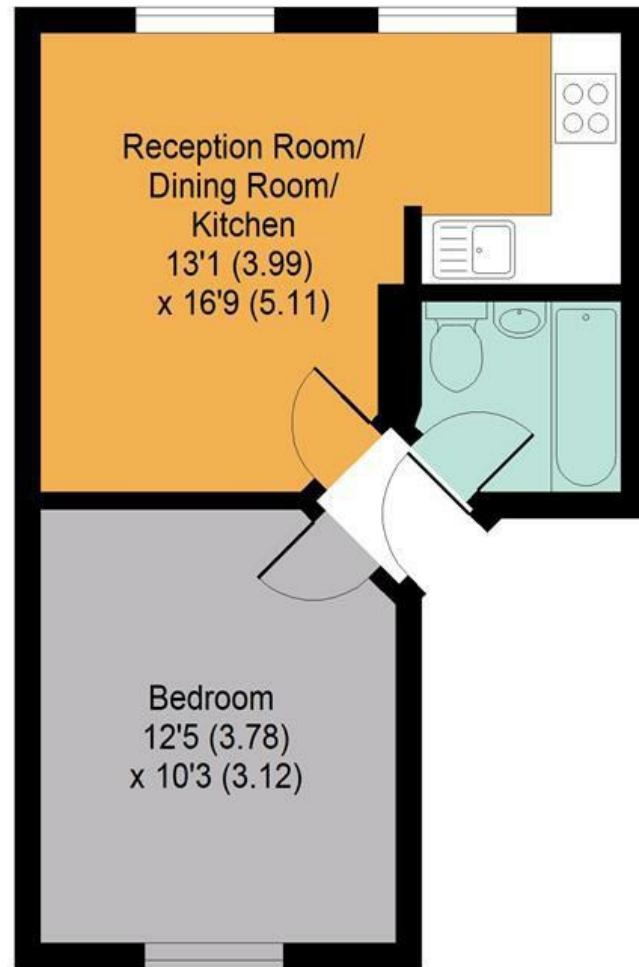 Reception Room/
Dining Room/
Kitchen
13'1 (3.99)
x 16'9 (5.11)
Bedroom
12'5 (3.78)
x 10'3 (3.12)